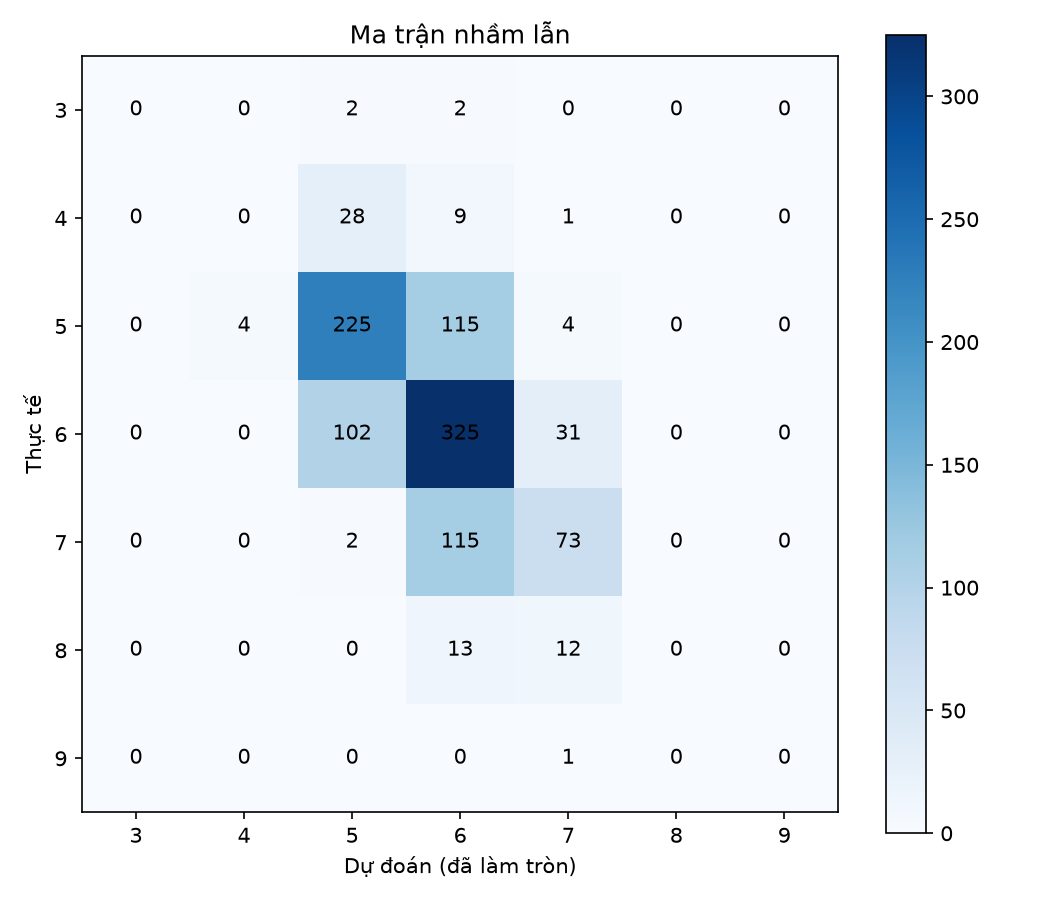 Ma trận nhầm lẫn
3 0 0 2 2 0 0 0
4 0 0 28 9 1 0 0
5 0 4 225 115 4 0 0
6 0 0 102 325 31 0 0
7 0 0 2 115 73 0 0
8 0 0 0 13 12 0 0
9 0 0 0 0 1 0 0
3 4 5 6 7 8 9
Dự đoán (đã làm tròn)
Thực tế
300
250
200
150
100
50
0